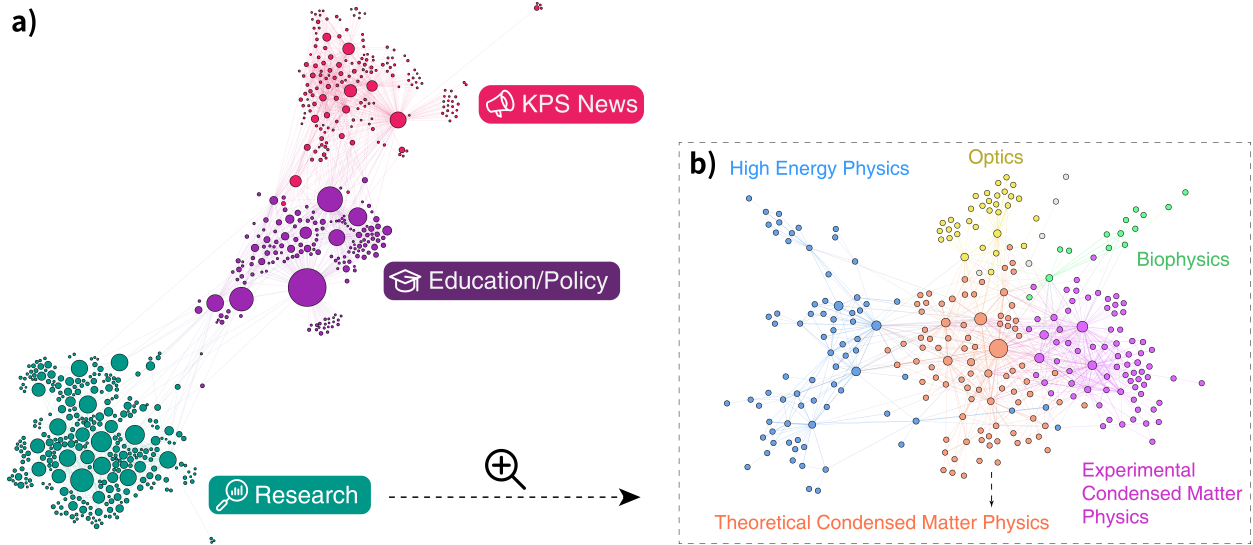 a)
KPS News
Education/Policy
Research
b)
High Energy Physics
Optics
Biophysics
Experimental
Condensed Matter
Physics
Theoretical Condensed Matter Physics